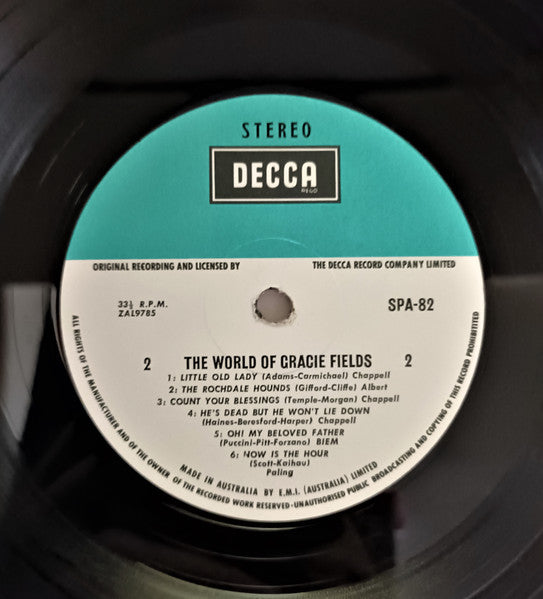 STEREO
DECCA
REGD
ORIGINAL RECORDING AND LICENSED BY THE DECCA RECORD COMPANY LIMITED
33⅓ R.P.M.
ZAL9785
SPA-82
2 THE WORLD OF GRACIE FIELDS 2
1: LITTLE OLD LADY (Adams-Carmichael) Chappell
2: THE ROCHDALE HOUNDS (Gifford-Cliffe) Albert
3: COUNT YOUR BLESSINGS (Temple-Morgan) Chappell
4: HE'S DEAD BUT HE WON'T LIE DOWN
(Haines-Beresford-Harper) Chappell
5: OH! MY BELOVED FATHER
(Puccini-Pitt-Forzano) BIEM
6: NOW IS THE HOUR
(Scott-Kaihau)
Paling
MADE IN AUSTRALIA BY E.M.I. (AUSTRALIA) LIMITED
ALL RIGHTS OF THE MANUFACTURER AND OF THE OWNER OF THE RECORDED WORK RESERVED-UNAUTHORISED PUBLIC BROADCASTING AND COPYING OF THIS RECORD PROHIBITED